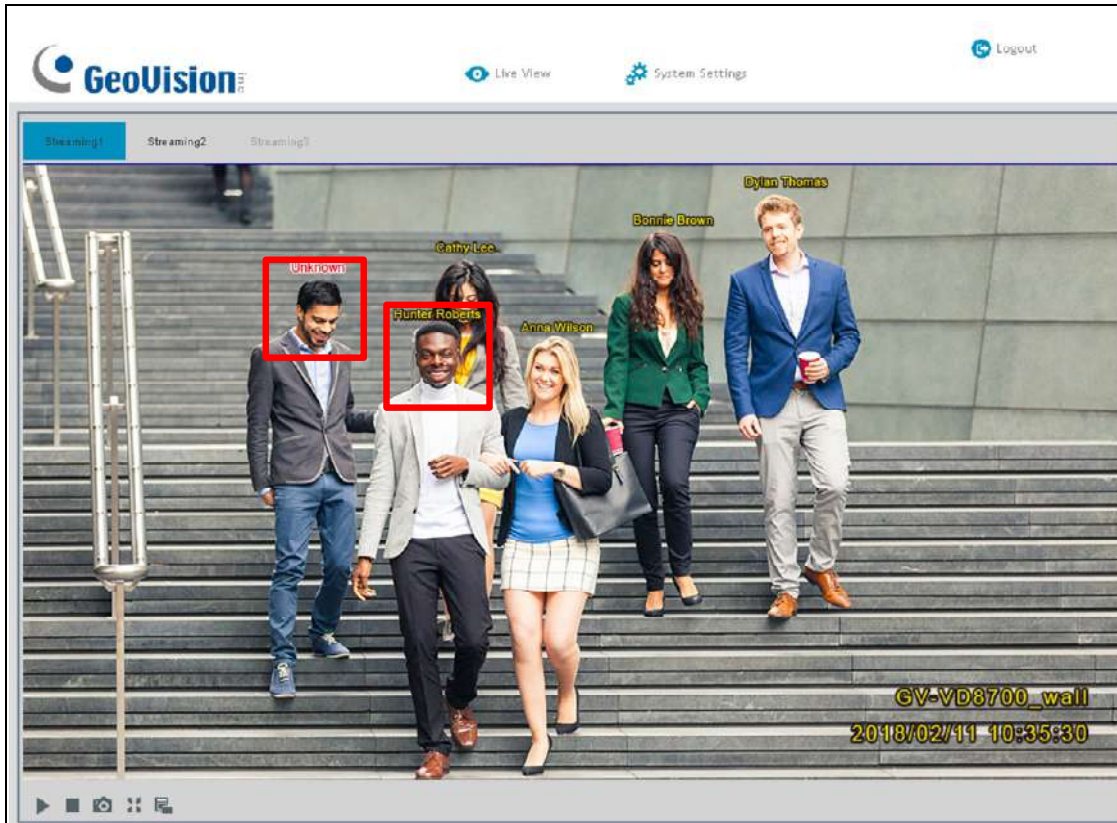 GeoVision inc
Live View
System Settings
Logout
Streaming1
Streaming2
Streaming3
Dylan Thomas
Bonnie Brown
Cathy Lee
Unknown
Hunter Roberts
Anna Wilson
GV-VD8700_wall
2018/02/11 10:35:30